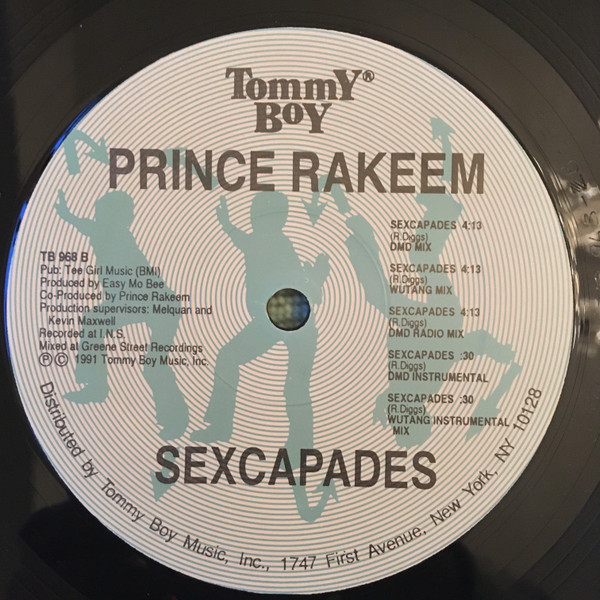 Tommy®
Boy
PRINCE RAKEEM
SEXCAPADES 4:13
(R.Diggs)
DMD MIX
SEXCAPADES 4:13
(R.Diggs)
WUTANG MIX
SEXCAPADES 4:13
(R.Diggs)
DMD RADIO MIX
SEXCAPADES :30
(R.Diggs)
DMD INSTRUMENTAL
SEXCAPADES :30
(R.Diggs)
WUTANG INSTRUMENTAL
MIX
TB 968 B
Pub: Tee Girl Music (BMI)
Produced by Easy Mo Bee
Co-Produced by Prince Rakeem
Production supervisors: Melquan and
Kevin Maxwell
Recorded at I.N.S.
Mixed at Greene Street Recordings
℗ © 1991 Tommy Boy Music, Inc.
SEXCAPADES
Distributed by Tommy Boy Music, Inc., 1747 First Avenue, New York, NY 10128